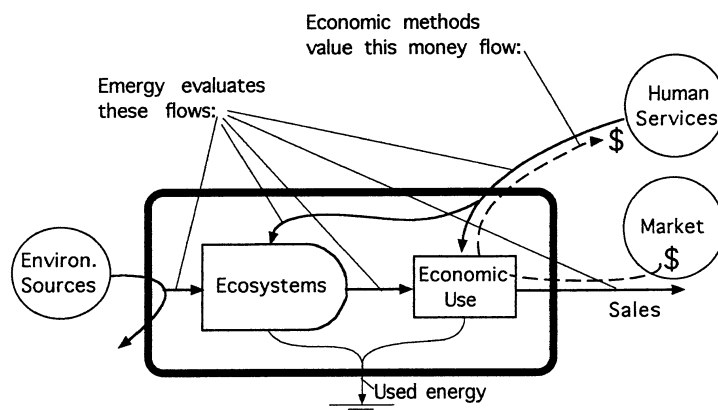 Economic methods
value this money flow:
Emergy evaluates
these flows:
Human
Services
$
Market
$
Environ.
Sources
Ecosystems
Economic
Use
Sales
Used energy